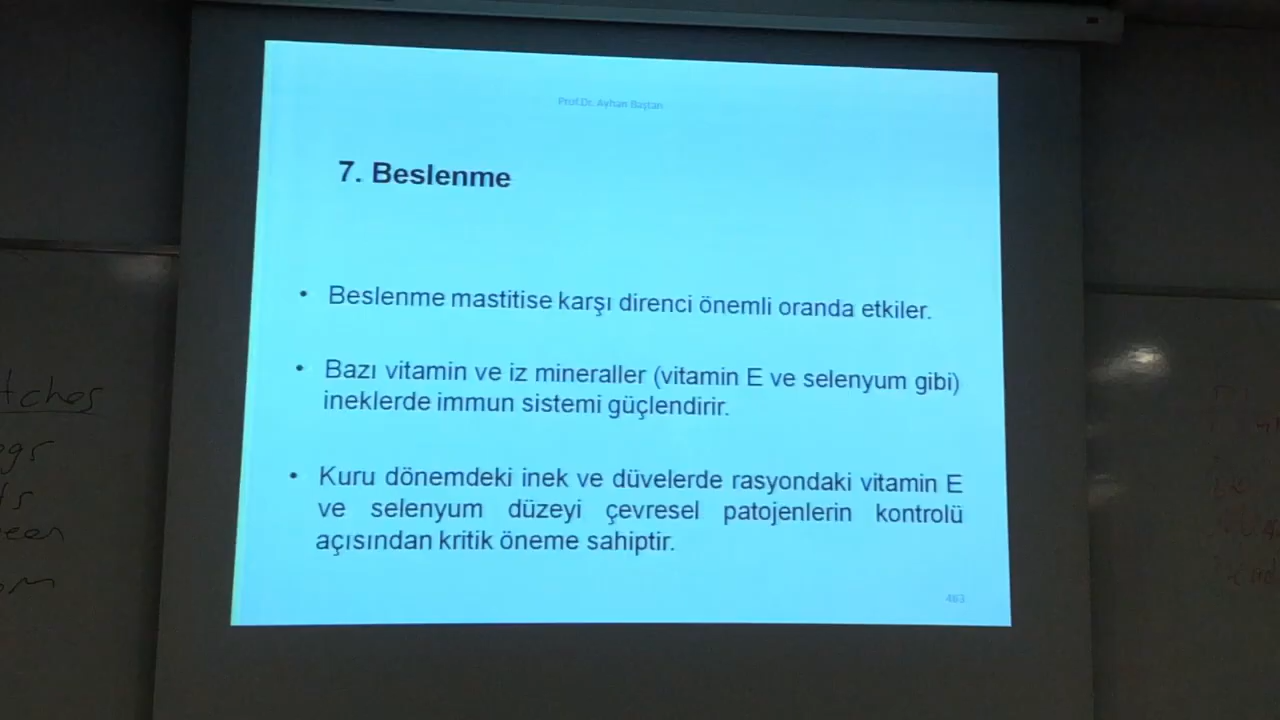 Prof.Dr. Ayhan Baştan
7. Beslenme
• Beslenme mastitise karşı direnci önemli oranda etkiler.
• Bazı vitamin ve iz mineraller (vitamin E ve selenyum gibi)
ineklerde immun sistemi güçlendirir.
• Kuru dönemdeki inek ve düvelerde rasyondaki vitamin E
ve selenyum düzeyi çevresel patojenlerin kontrolü
açısından kritik öneme sahiptir.
463